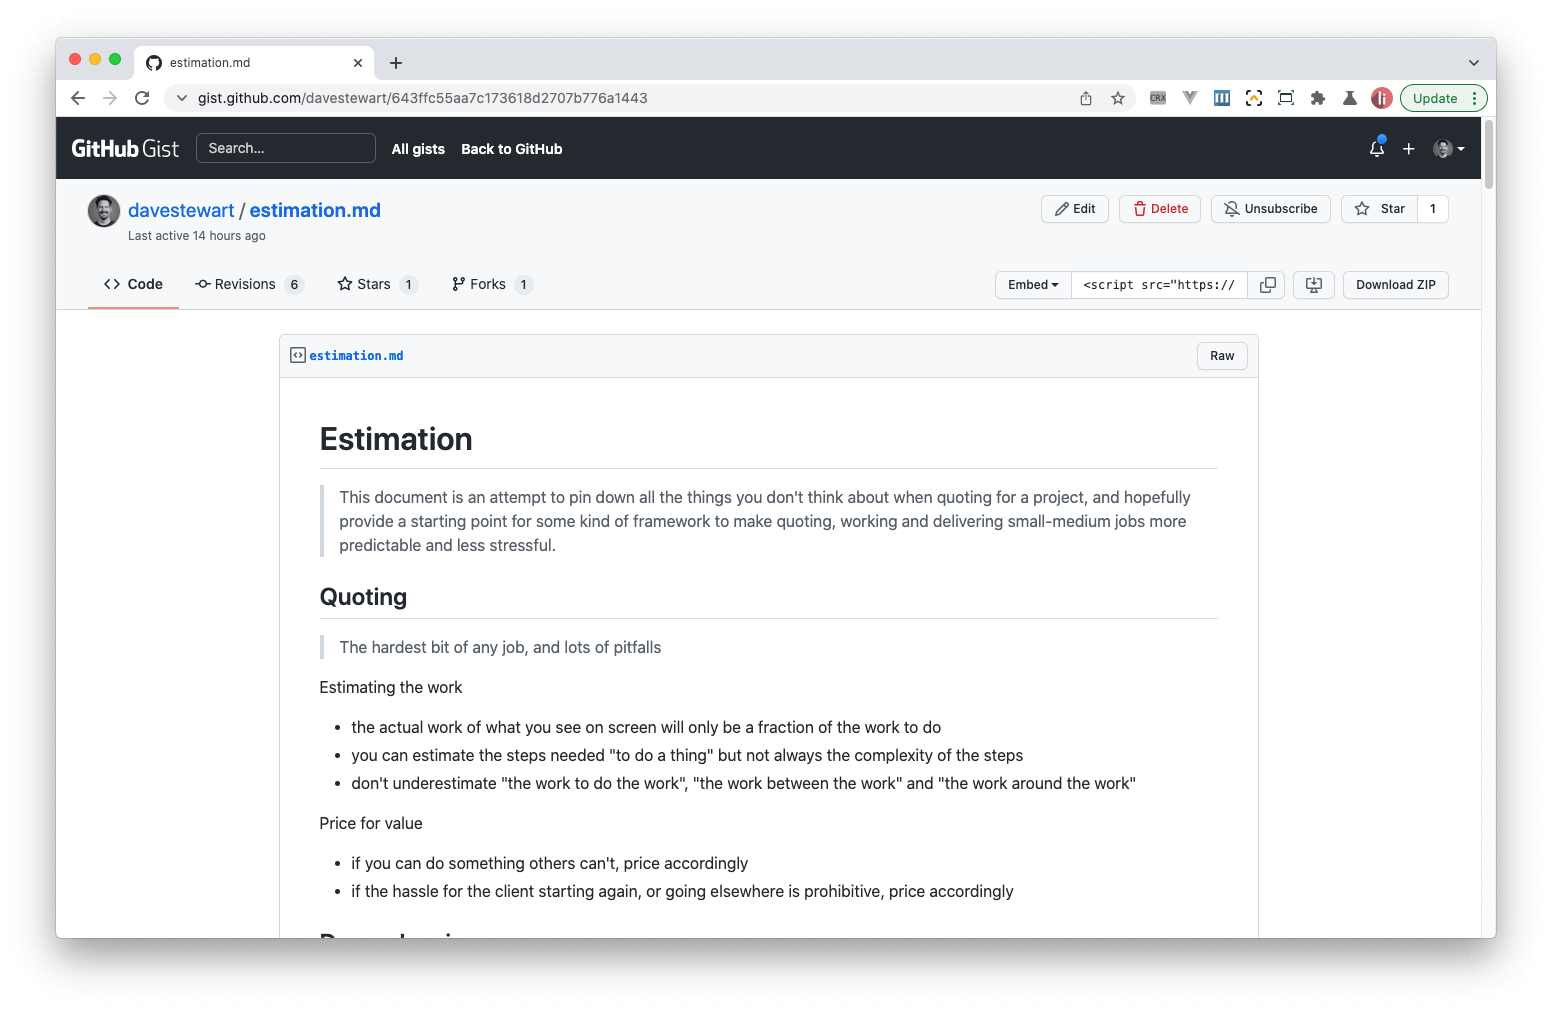 estimation.md
gist.github.com/davestewart/643ffc55aa7c173618d2707b776a1443
CRX
Update
GitHub Gist
Search...
All gists
Back to GitHub
davestewart / estimation.md
Edit
Delete
Unsubscribe
Star
1
Last active 14 hours ago
Code
Revisions 6
Stars 1
Forks 1
Embed
<script src="https://
Download ZIP
estimation.md
Raw
Estimation
This document is an attempt to pin down all the things you don't think about when quoting for a project, and hopefully
provide a starting point for some kind of framework to make quoting, working and delivering small-medium jobs more
predictable and less stressful.
Quoting
The hardest bit of any job, and lots of pitfalls
Estimating the work
• the actual work of what you see on screen will only be a fraction of the work to do
• you can estimate the steps needed "to do a thing" but not always the complexity of the steps
• don't underestimate "the work to do the work", "the work between the work" and "the work around the work"
Price for value
• if you can do something others can't, price accordingly
• if the hassle for the client starting again, or going elsewhere is prohibitive, price accordingly